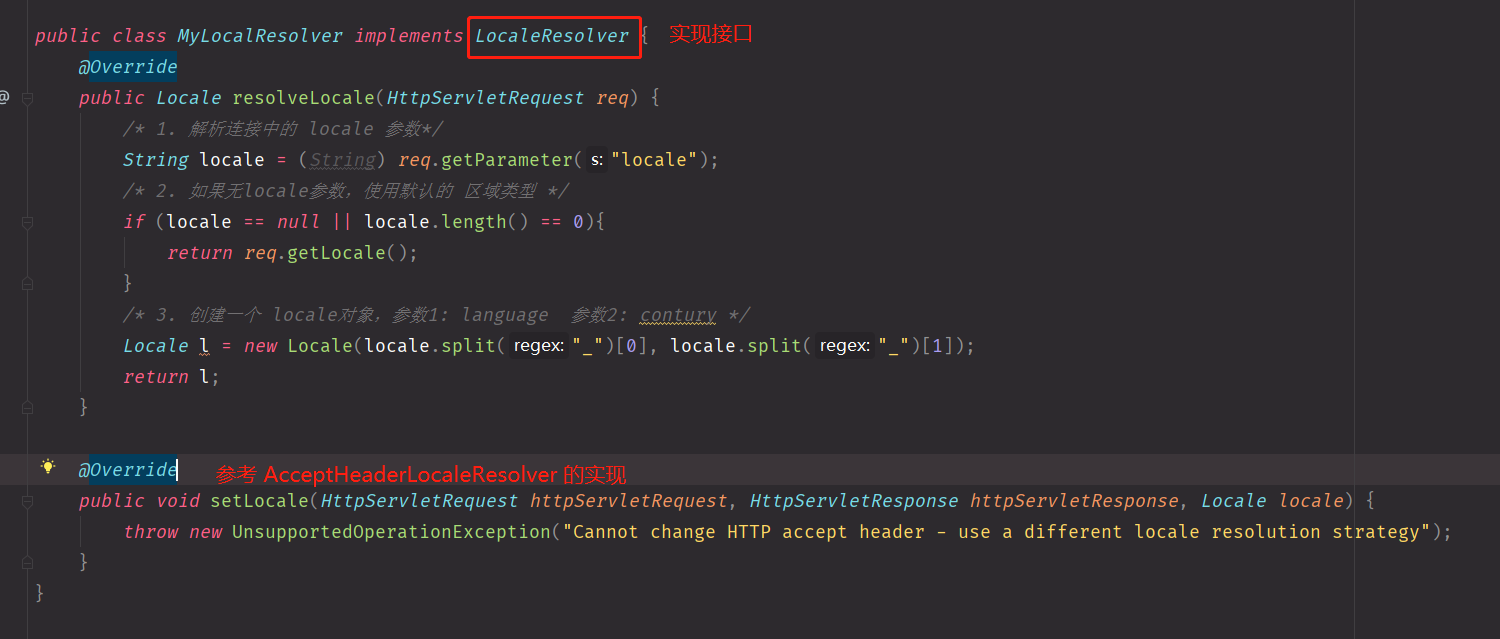 public class MyLocalResolver implements LocaleResolver { 实现接口
@Override
@
public Locale resolveLocale(HttpServletRequest req) {
/* 1. 解析连接中的 locale 参数*/
String locale = (String) req.getParameter( s: "locale");
/* 2. 如果无locale参数，使用默认的 区域类型 */
if (locale == null || locale.length() == 0){
return req.getLocale();
}
/* 3. 创建一个 locale对象，参数1: language 参数2: contury */
Locale l = new Locale(locale.split( regex: "_")[0], locale.split( regex: "_")[1]);
return l;
}
@Override 参考 AcceptHeaderLocaleResolver 的实现
public void setLocale(HttpServletRequest httpServletRequest, HttpServletResponse httpServletResponse, Locale locale) {
throw new UnsupportedOperationException("Cannot change HTTP accept header - use a different locale resolution strategy");
}
}